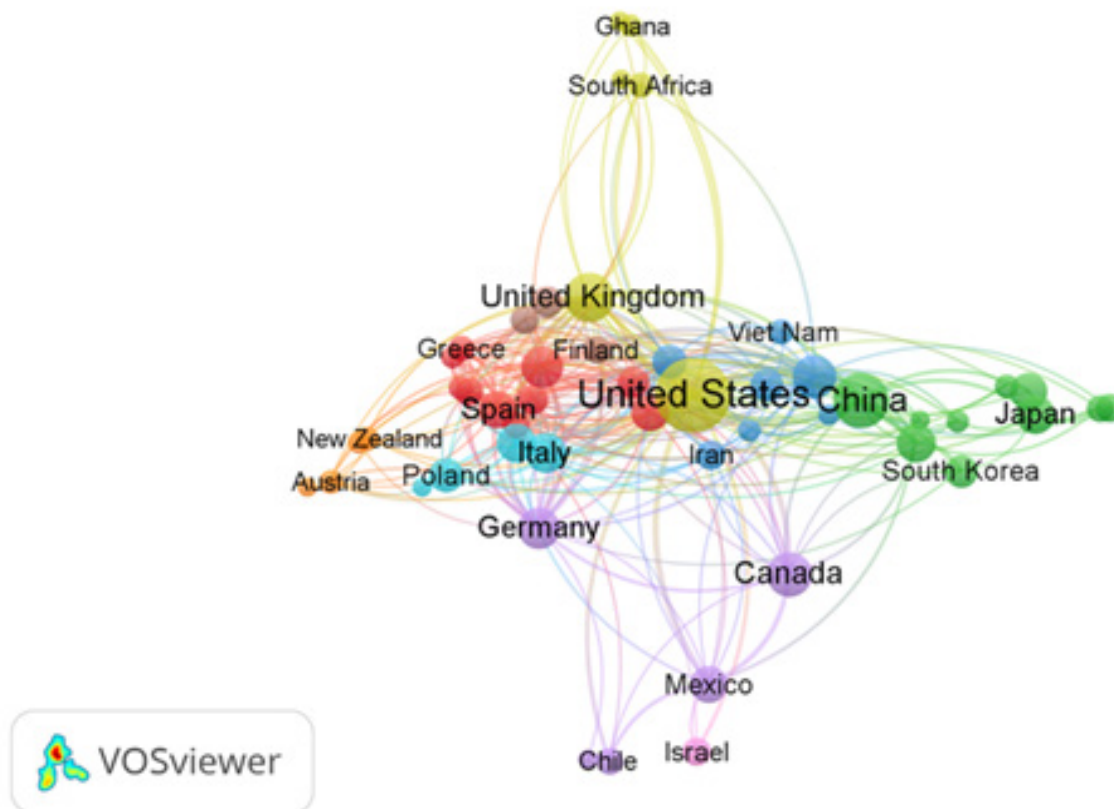 Ghana
South Africa
United Kingdom
Viet Nam
Greece
Finland
United States
China
Spain
Japan
New Zealand
Italy
Iran
South Korea
Poland
Austria
Germany
Canada
Mexico
Israel
Chile
VOSviewer